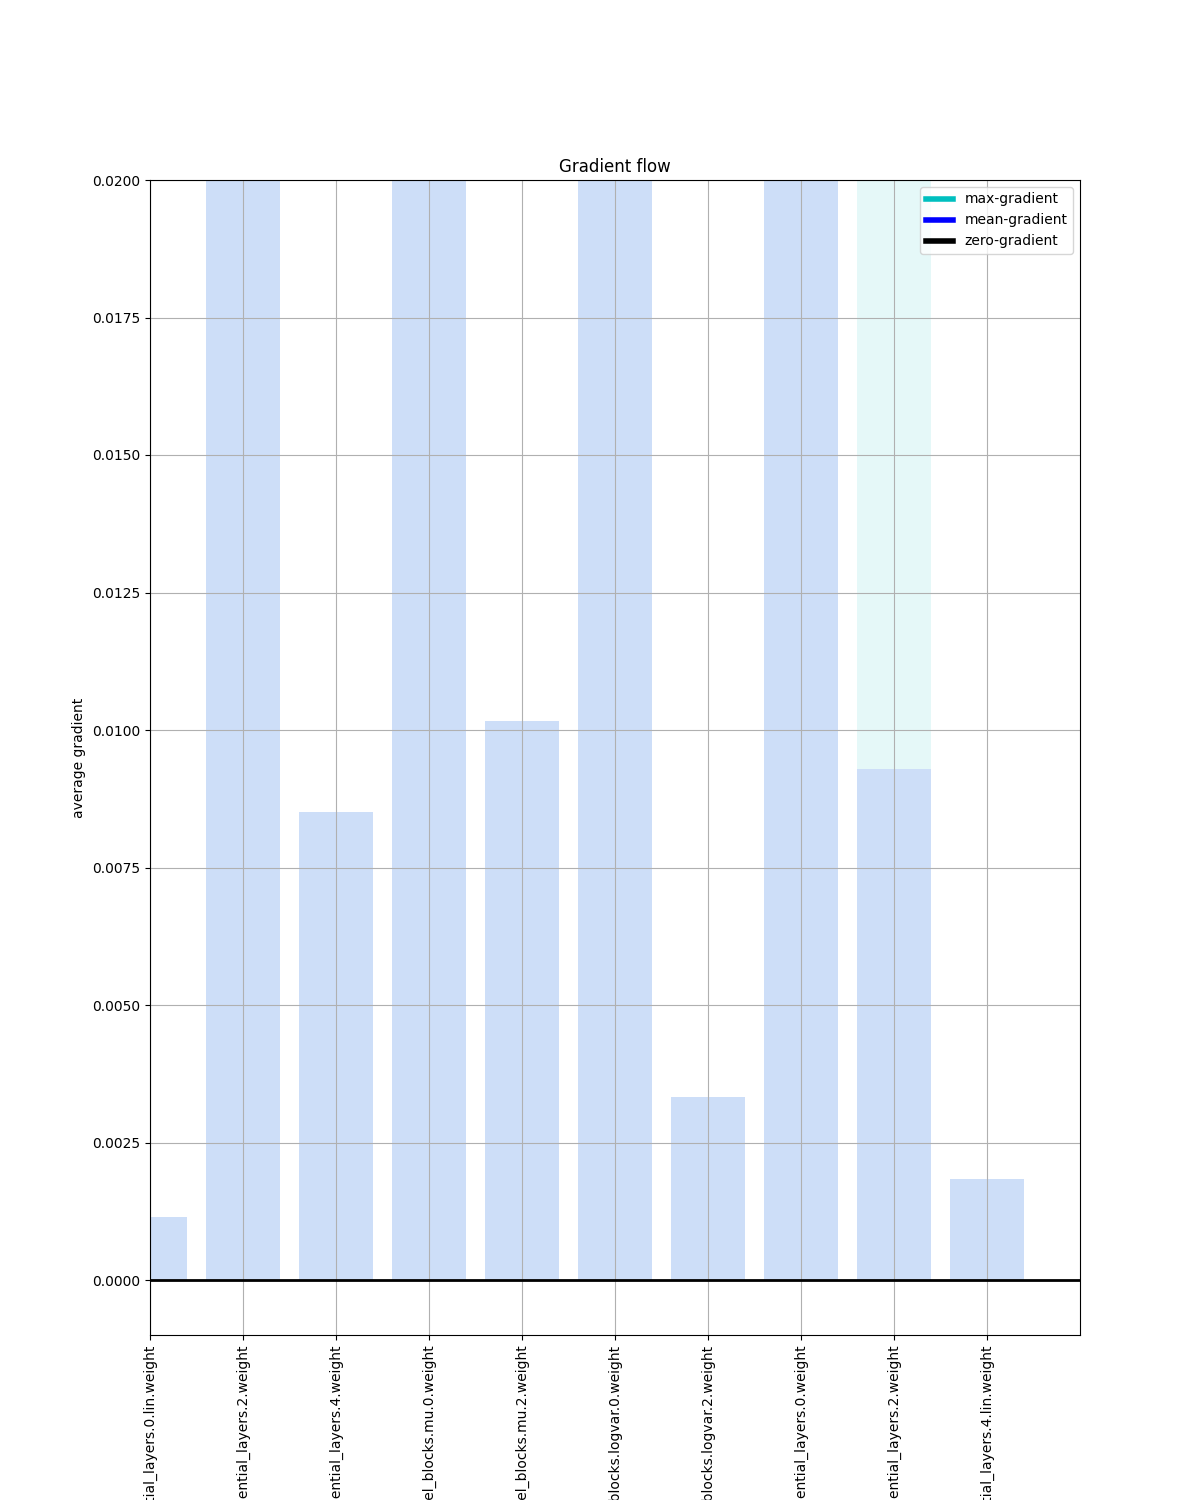 Gradient flow
max-gradient
mean-gradient
zero-gradient
0.0200
0.0175
0.0150
0.0125
0.0100
0.0075
0.0050
0.0025
0.0000
average gradient
tial_layers.0.lin.weight
ential_layers.2.weight
ential_layers.4.weight
el_blocks.mu.0.weight
el_blocks.mu.2.weight
blocks.logvar.0.weight
blocks.logvar.2.weight
ential_layers.0.weight
ential_layers.2.weight
tial_layers.4.lin.weight